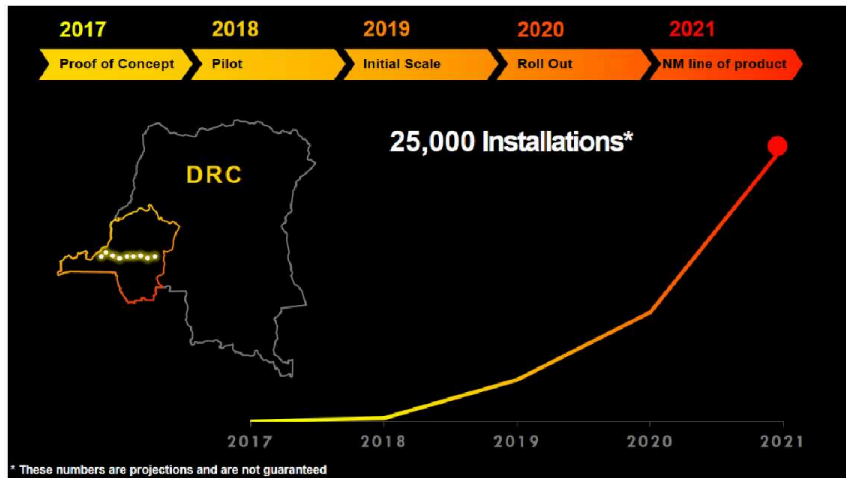 2017 2018 2019 2020 2021
Proof of Concept Pilot Initial Scale Roll Out NM line of product
25,000 Installations*
DRC
2017 2018 2019 2020 2021
* These numbers are projections and are not guaranteed